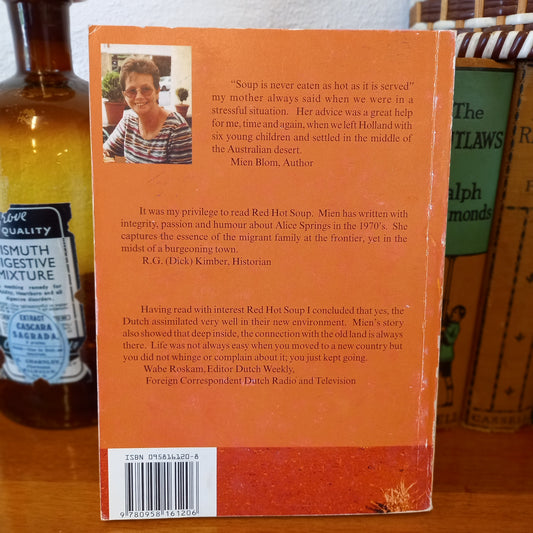 "Soup is never eaten as hot as it is served"
my mother always said when we were in a
stressful situation. Her advice was a great help
for me, time and again, when we left Holland with
six young children and settled in the middle of
the Australian desert.
Mien Blom, Author
It was my privilege to read Red Hot Soup. Mien has written with
integrity, passion and humour about Alice Springs in the 1970's. She
captures the essence of the migrant family at the frontier, yet in the
midst of a burgeoning town.
R.G. (Dick) Kimber, Historian
Having read with interest Red Hot Soup I concluded that yes, the
Dutch assimilated very well in their new environment. Mien's story
also showed that deep inside, the connection with the old land is always
there. Life was not always easy when you moved to a new country but
you did not whinge or complain about it; you just kept going.
Wabe Roskam, Editor Dutch Weekly,
Foreign Correspondent Dutch Radio and Television
ISBN 095816120-8
9 780958 161206
rove
QUALITY
ISMUTH
IGESTIVE
MIXTURE
EXTRACT
CASCARA
SAGRADA
The
UTLAWS
alph
monds
R